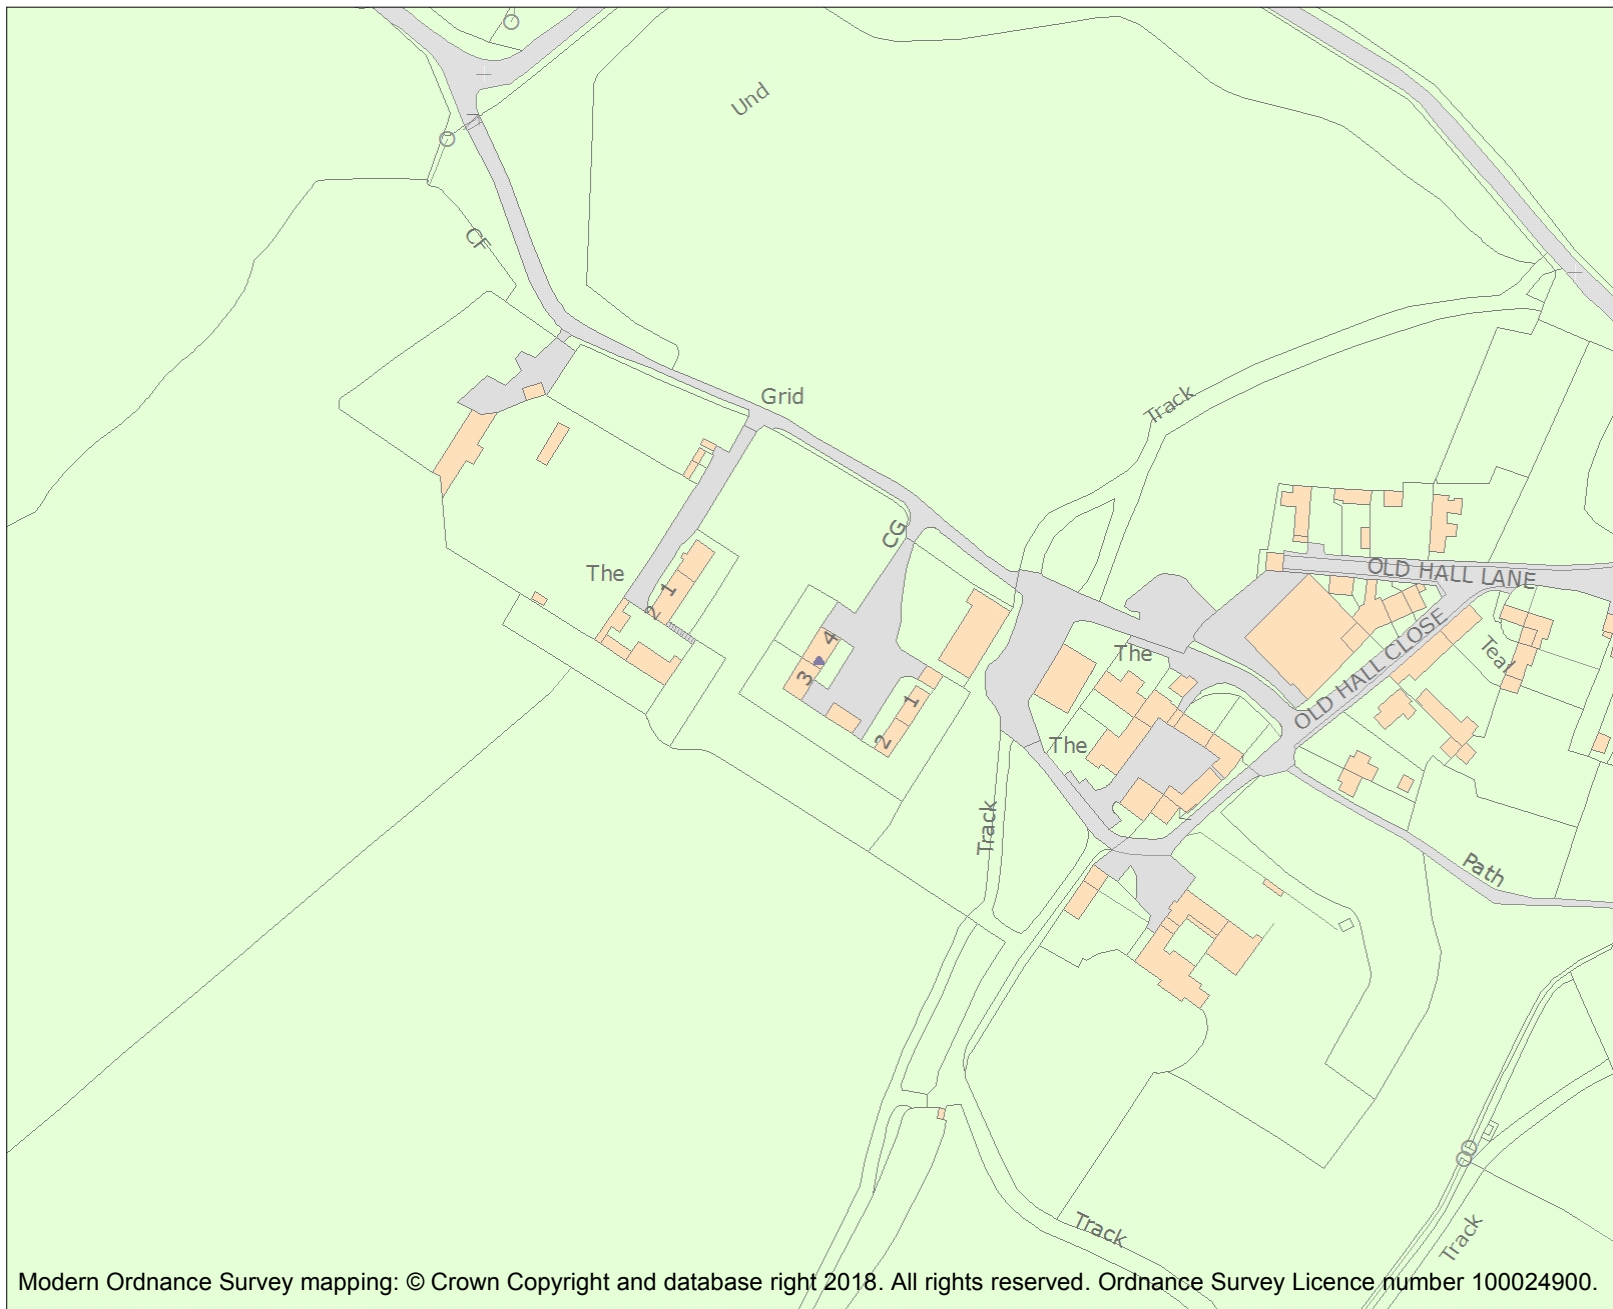 Und
CF
Grid
Track
CG
OLD HALL LANE
The
1
2
OLD HALL CLOSE
4
The
Teal
3
1
The
2
Track
Path
Track
Track
Modern Ordnance Survey mapping: © Crown Copyright and database right 2018. All rights reserved. Ordnance Survey Licence number 100024900.